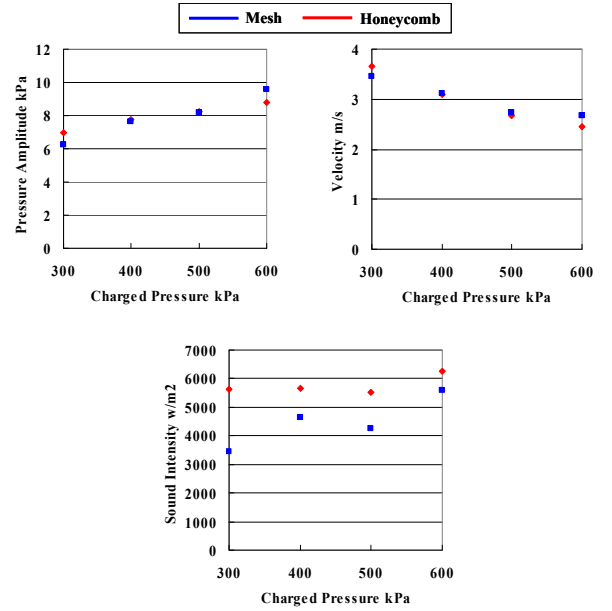 Mesh Honeycomb
12
10
8
6
4
2
0
Pressure Amplitude kPa
300 400 500 600
Charged Pressure kPa
4
3
2
1
0
Velocity m/s
300 400 500 600
Charged Pressure kPa
7000
6000
5000
4000
3000
2000
1000
0
Sound Intensity w/m2
300 400 500 600
Charged Pressure kPa